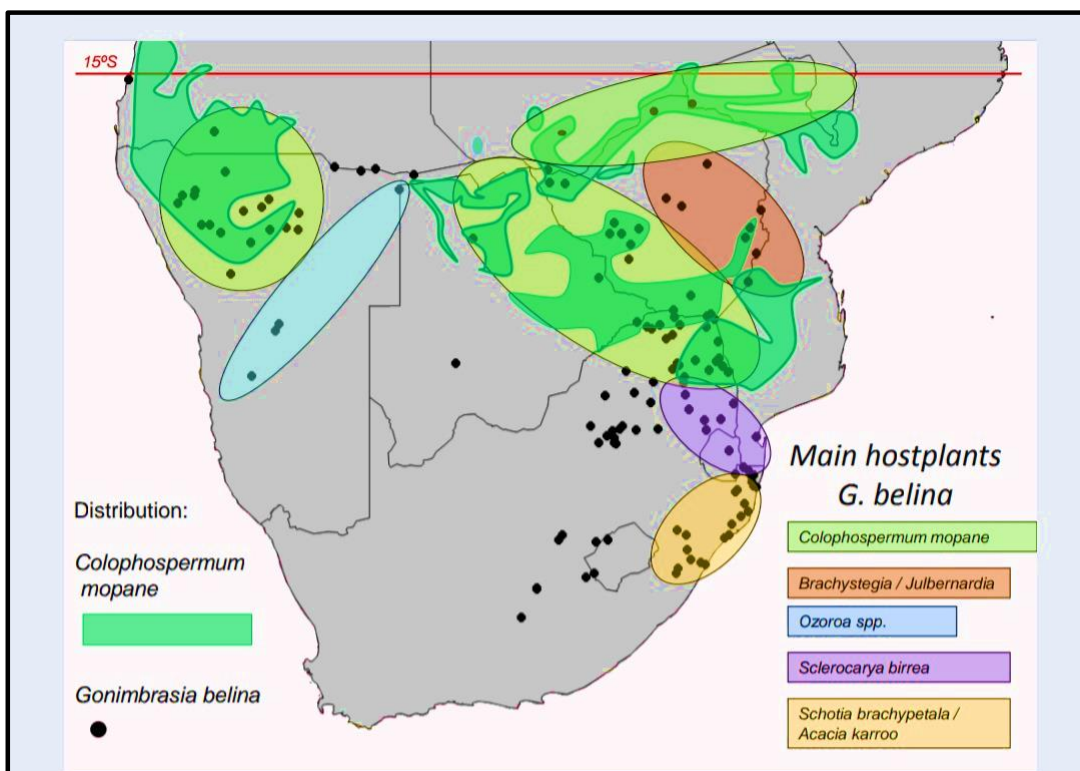 15ºS
Distribution:
Colophospermum
mopane
Gonimbrasia belina
Main hostplants
G. belina
Colophospermum mopane
Brachystegia / Julbernardia
Ozoroa spp.
Sclerocarya birrea
Schotia brachypetala /
Acacia karroo